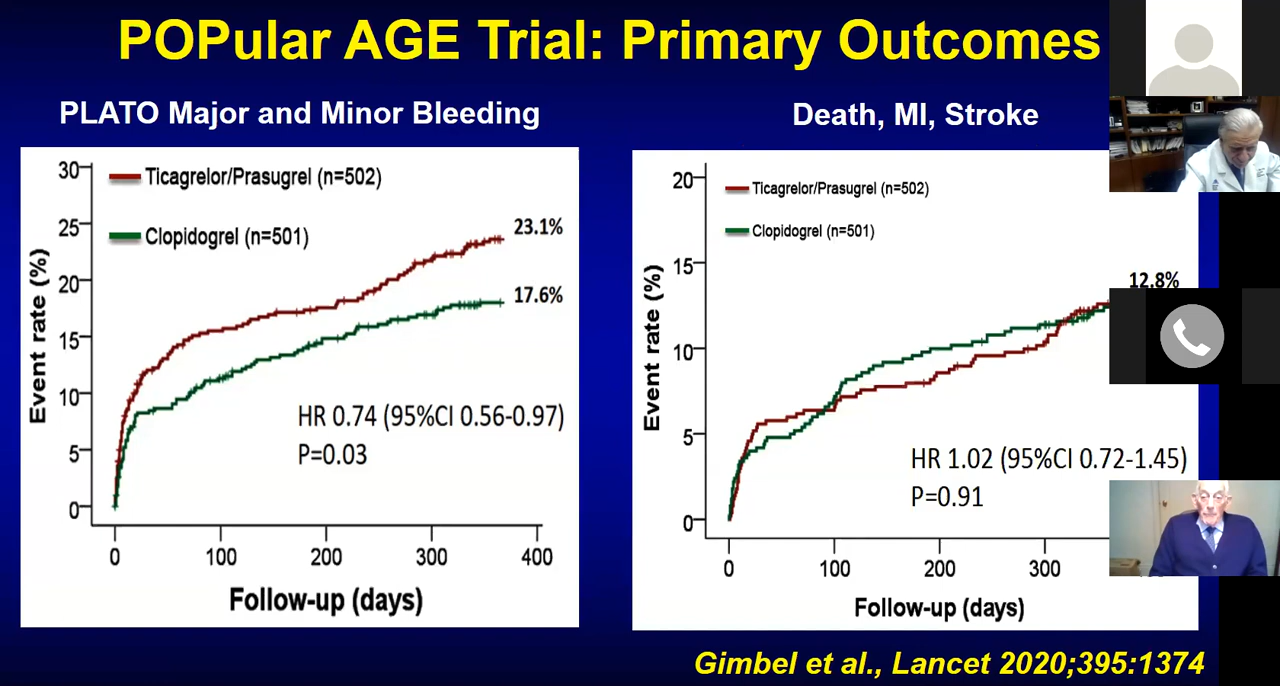 POPular AGE Trial: Primary Outcomes
PLATO Major and Minor Bleeding
30
25
20
15
10
5
0
Event rate (%)
Ticagrelor/Prasugrel (n=502)
Clopidogrel (n=501)
23.1%
17.6%
HR 0.74 (95%CI 0.56-0.97)
P=0.03
0 100 200 300 400
Follow-up (days)
Death, MI, Stroke
20
15
10
5
0
Event rate (%)
Ticagrelor/Prasugrel (n=502)
Clopidogrel (n=501)
12.8%
HR 1.02 (95%CI 0.72-1.45)
P=0.91
0 100 200 300
Follow-up (days)
Gimbel et al., Lancet 2020;395:1374